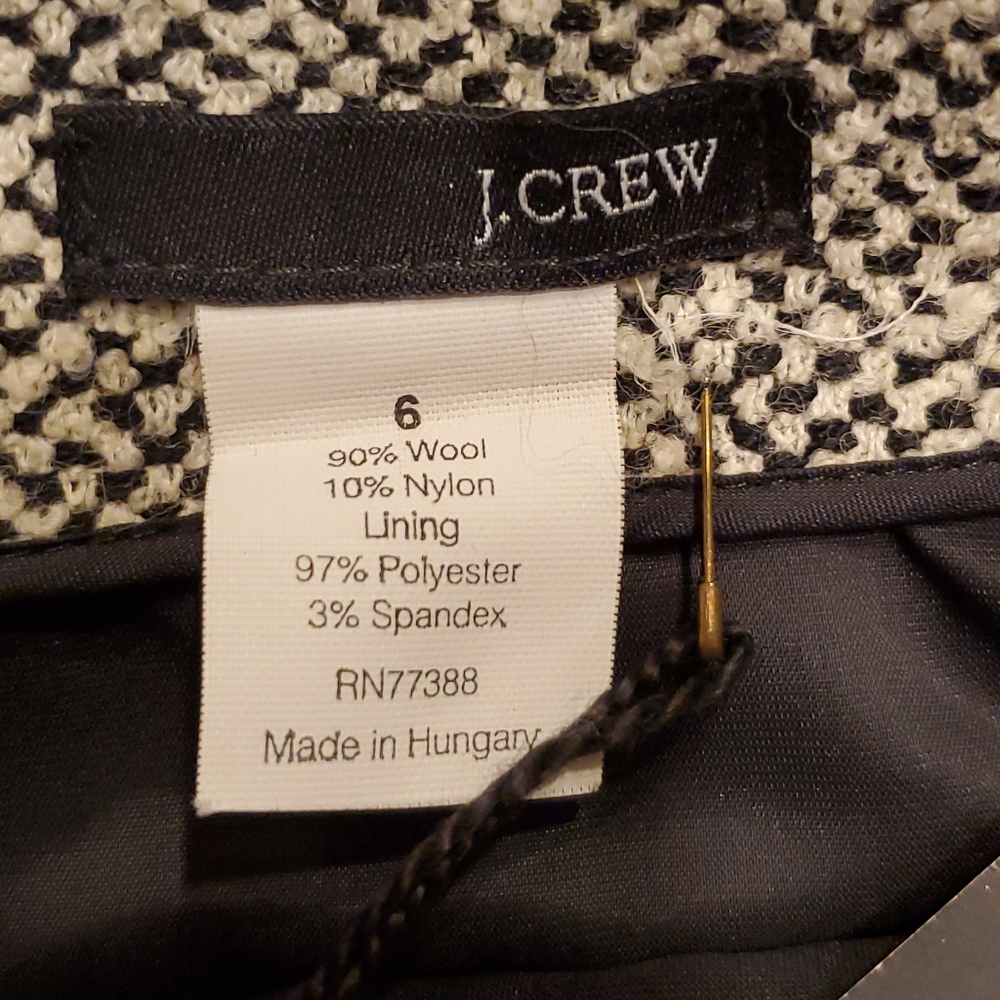 J.CREW
6
90% Wool
10% Nylon
Lining
97% Polyester
3% Spandex
RN77388
Made in Hungary